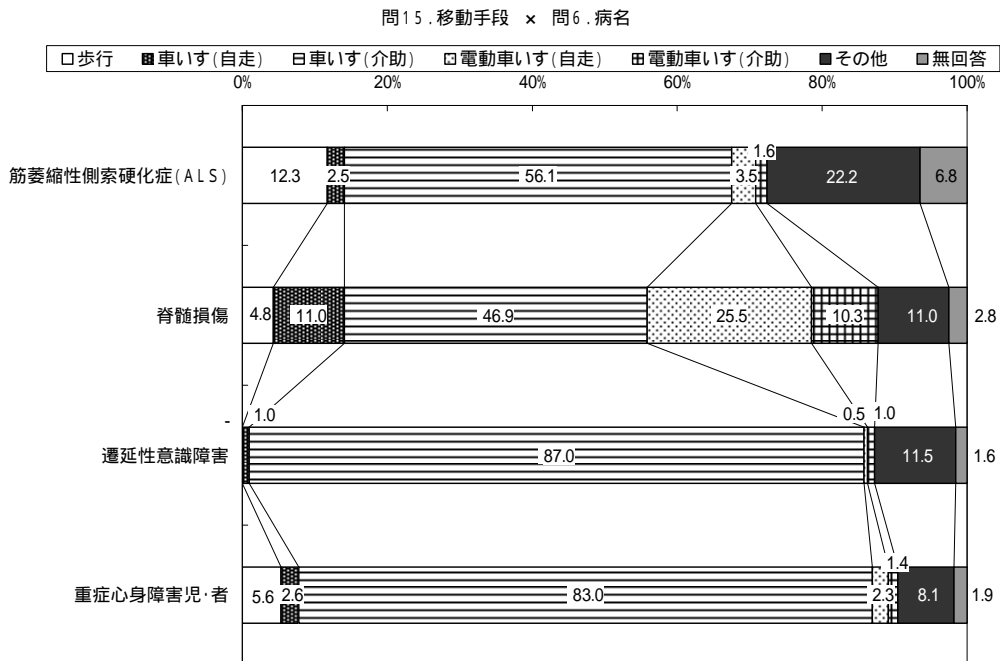 問15.移動手段 × 問6.病名
歩行 車いす(自走) 車いす(介助) 電動車いす(自走) 電動車いす(介助) その他 無回答
0% 20% 40% 60% 80% 100%
筋萎縮性側索硬化症(ALS) 12.3 2.5 56.1 3.5 1.6 22.2 6.8
脊髄損傷 4.8 11.0 46.9 25.5 10.3 11.0 2.8
遷延性意識障害 - 1.0 87.0 0.5 1.0 11.5 1.6
重症心身障害児・者 5.6 2.6 83.0 2.3 1.4 8.1 1.9